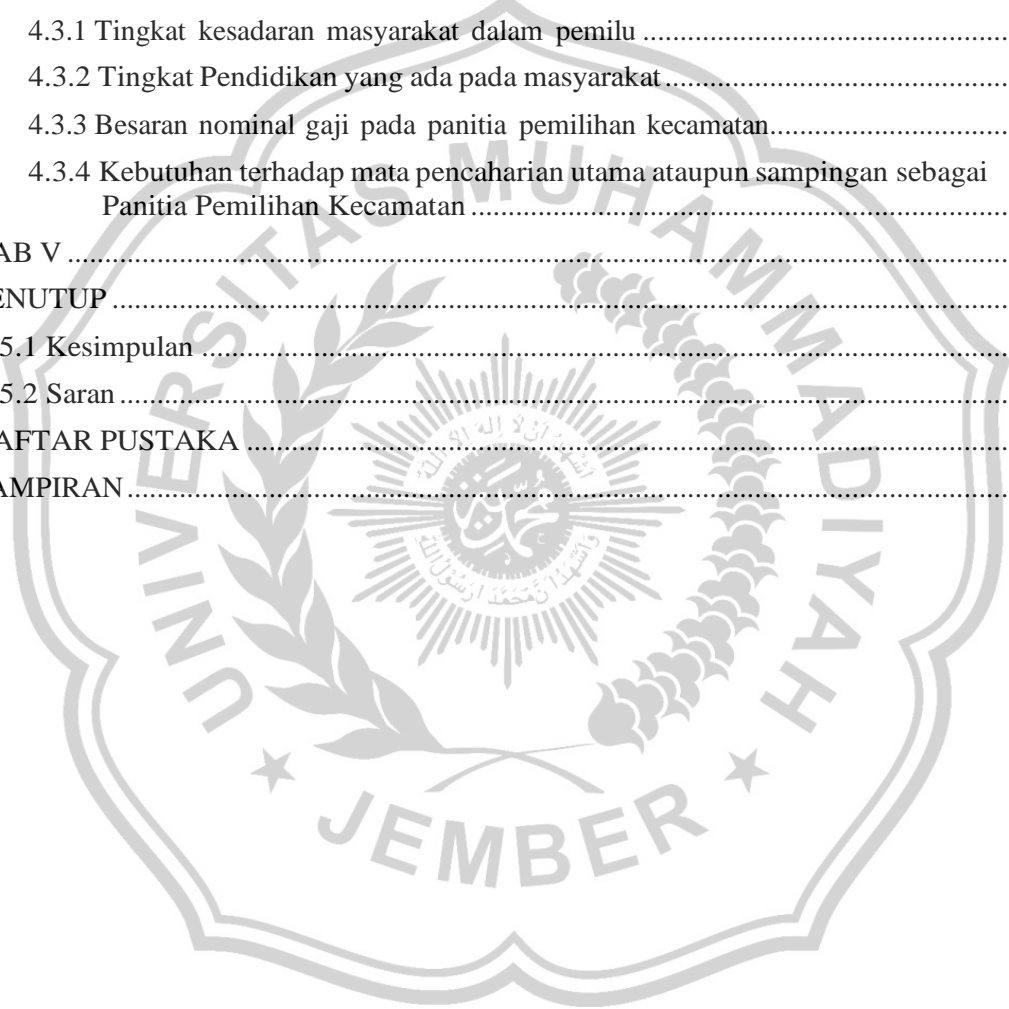 4.3.1 Tingkat kesadaran masyarakat dalam pemilu ............................................................
4.3.2 Tingkat Pendidikan yang ada pada masyarakat ............................................................
4.3.3 Besaran nominal gaji pada panitia pemilihan kecamatan............................................
4.3.4 Kebutuhan terhadap mata pencaharian utama ataupun sampingan sebagai
Panitia Pemilihan Kecamatan ............................................................
AB V ............................................................
ENUTUP ............................................................
5.1 Kesimpulan ............................................................
5.2 Saran ............................................................
AFTAR PUSTAKA ............................................................
AMPIRAN ............................................................
UNIVERSITAS MUHAMMADIYAH
JEMBER